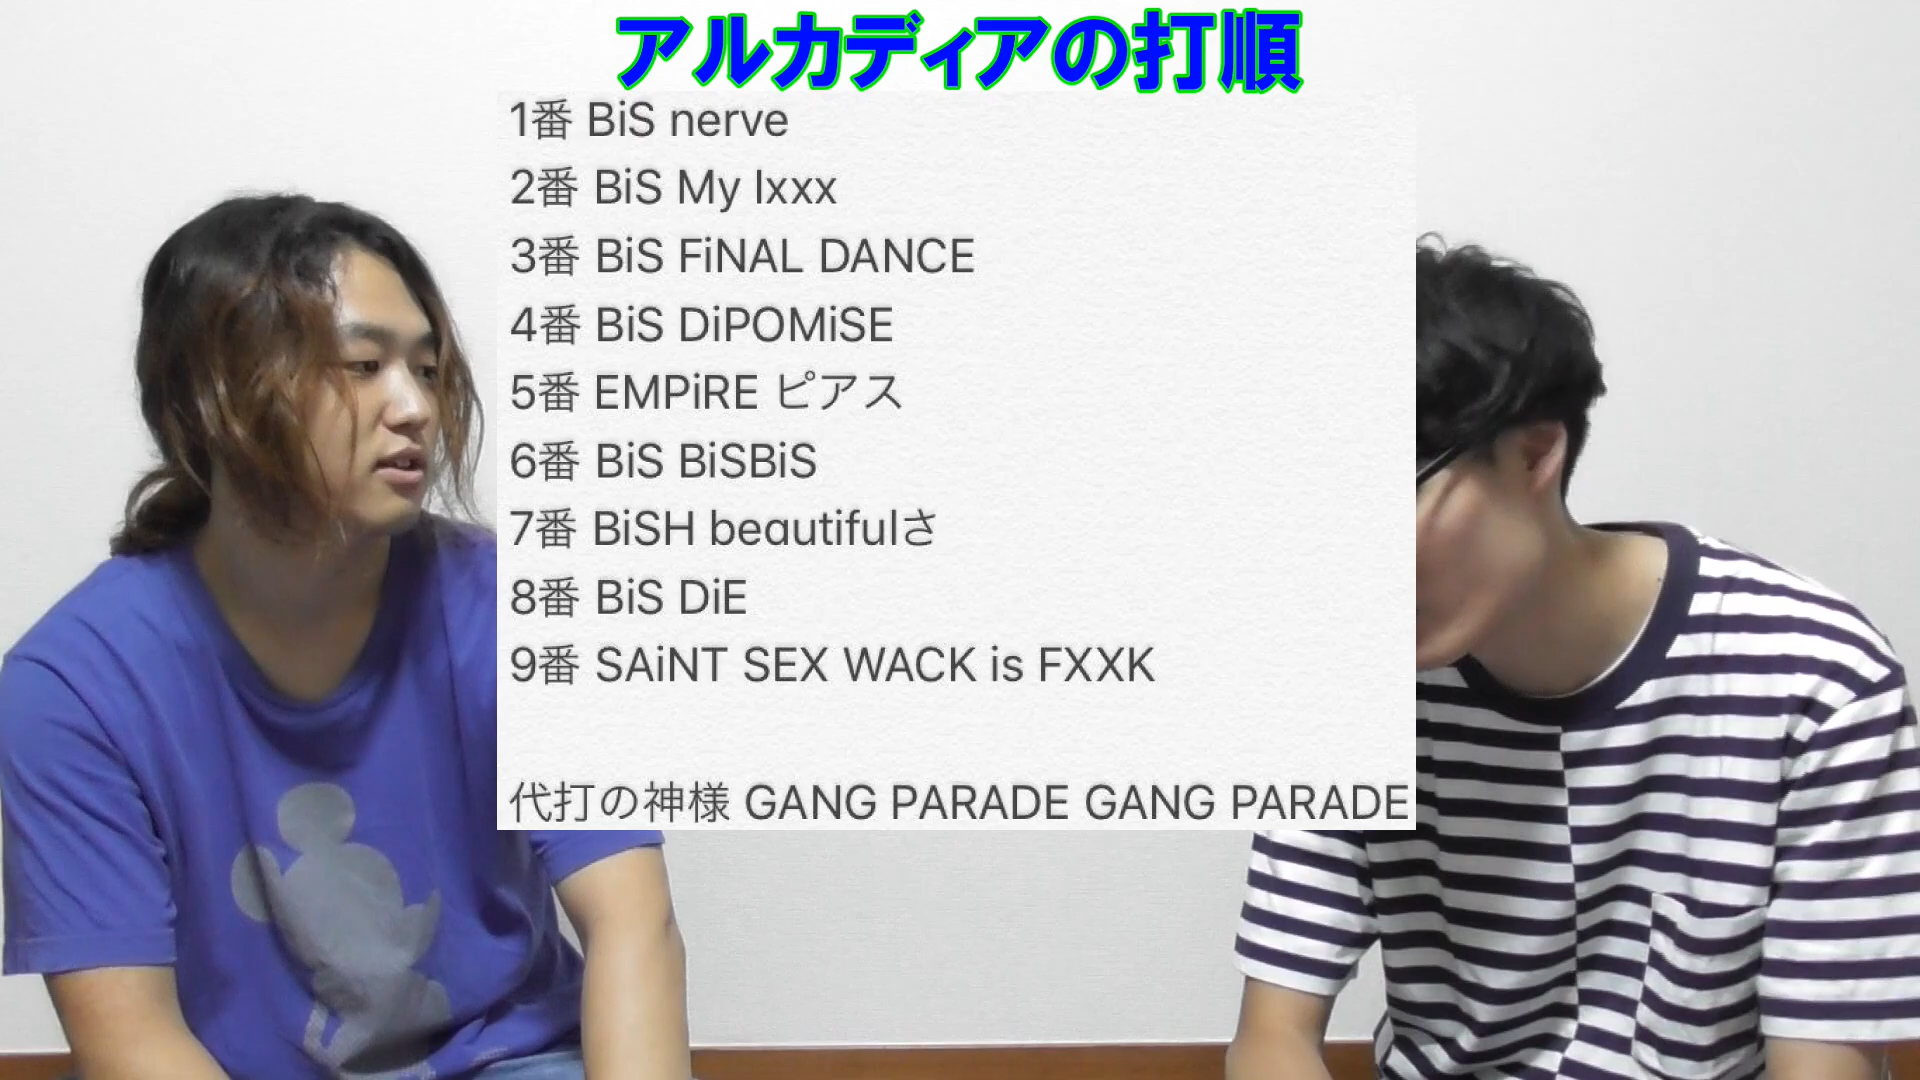 アルカディアの打順
1番 BiS nerve
2番 BiS My Ixxx
3番 BiS FiNAL DANCE
4番 BiS DiPOMiSE
5番 EMPiRE ピアス
6番 BiS BiSBiS
7番 BiSH beautifulさ
8番 BiS DiE
9番 SAiNT SEX WACK is FXXK
代打の神様 GANG PARADE GANG PARADE